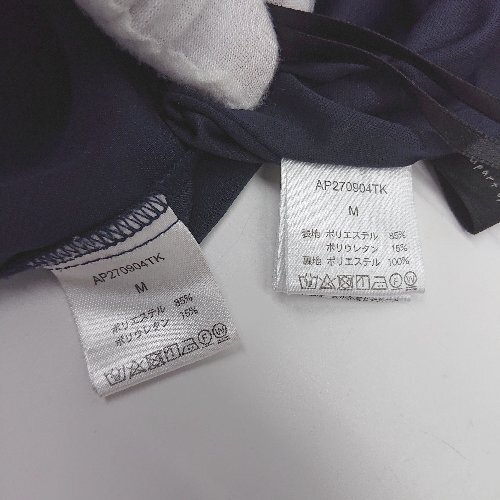 AP270904TK
M
ポリエステル 85%
ポリウレタン 15%
AP270904TK
M
表地 ポリエステル 85%
ポリウレタン 15%
裏地 ポリエステル 100%